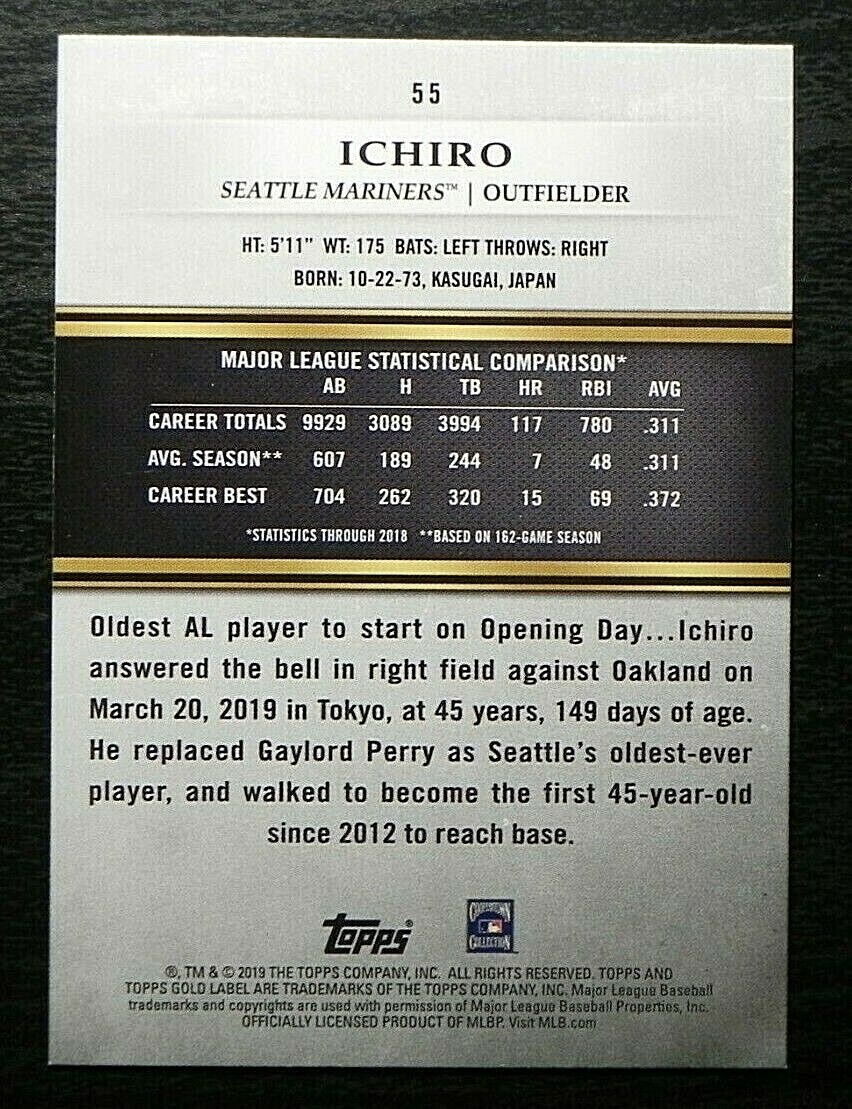 55
ICHIRO
SEATTLE MARINERS™ | OUTFIELDER
HT: 5'11" WT: 175 BATS: LEFT THROWS: RIGHT
BORN: 10-22-73, KASUGAI, JAPAN
MAJOR LEAGUE STATISTICAL COMPARISON*
AB H TB HR RBI AVG
CAREER TOTALS 9929 3089 3994 117 780 .311
AVG. SEASON** 607 189 244 7 48 .311
CAREER BEST 704 262 320 15 69 .372
*STATISTICS THROUGH 2018 **BASED ON 162-GAME SEASON
Oldest AL player to start on Opening Day...Ichiro
answered the bell in right field against Oakland on
March 20, 2019 in Tokyo, at 45 years, 149 days of age.
He replaced Gaylord Perry as Seattle's oldest-ever
player, and walked to become the first 45-year-old
since 2012 to reach base.
Topps®
COOPERSTOWN
COLLECTION
®, TM & © 2019 THE TOPPS COMPANY, INC. ALL RIGHTS RESERVED. TOPPS AND
TOPPS GOLD LABEL ARE TRADEMARKS OF THE TOPPS COMPANY, INC. Major League Baseball
trademarks and copyrights are used with permission of Major League Baseball Properties, Inc.
OFFICIALLY LICENSED PRODUCT OF MLBP. Visit MLB.com